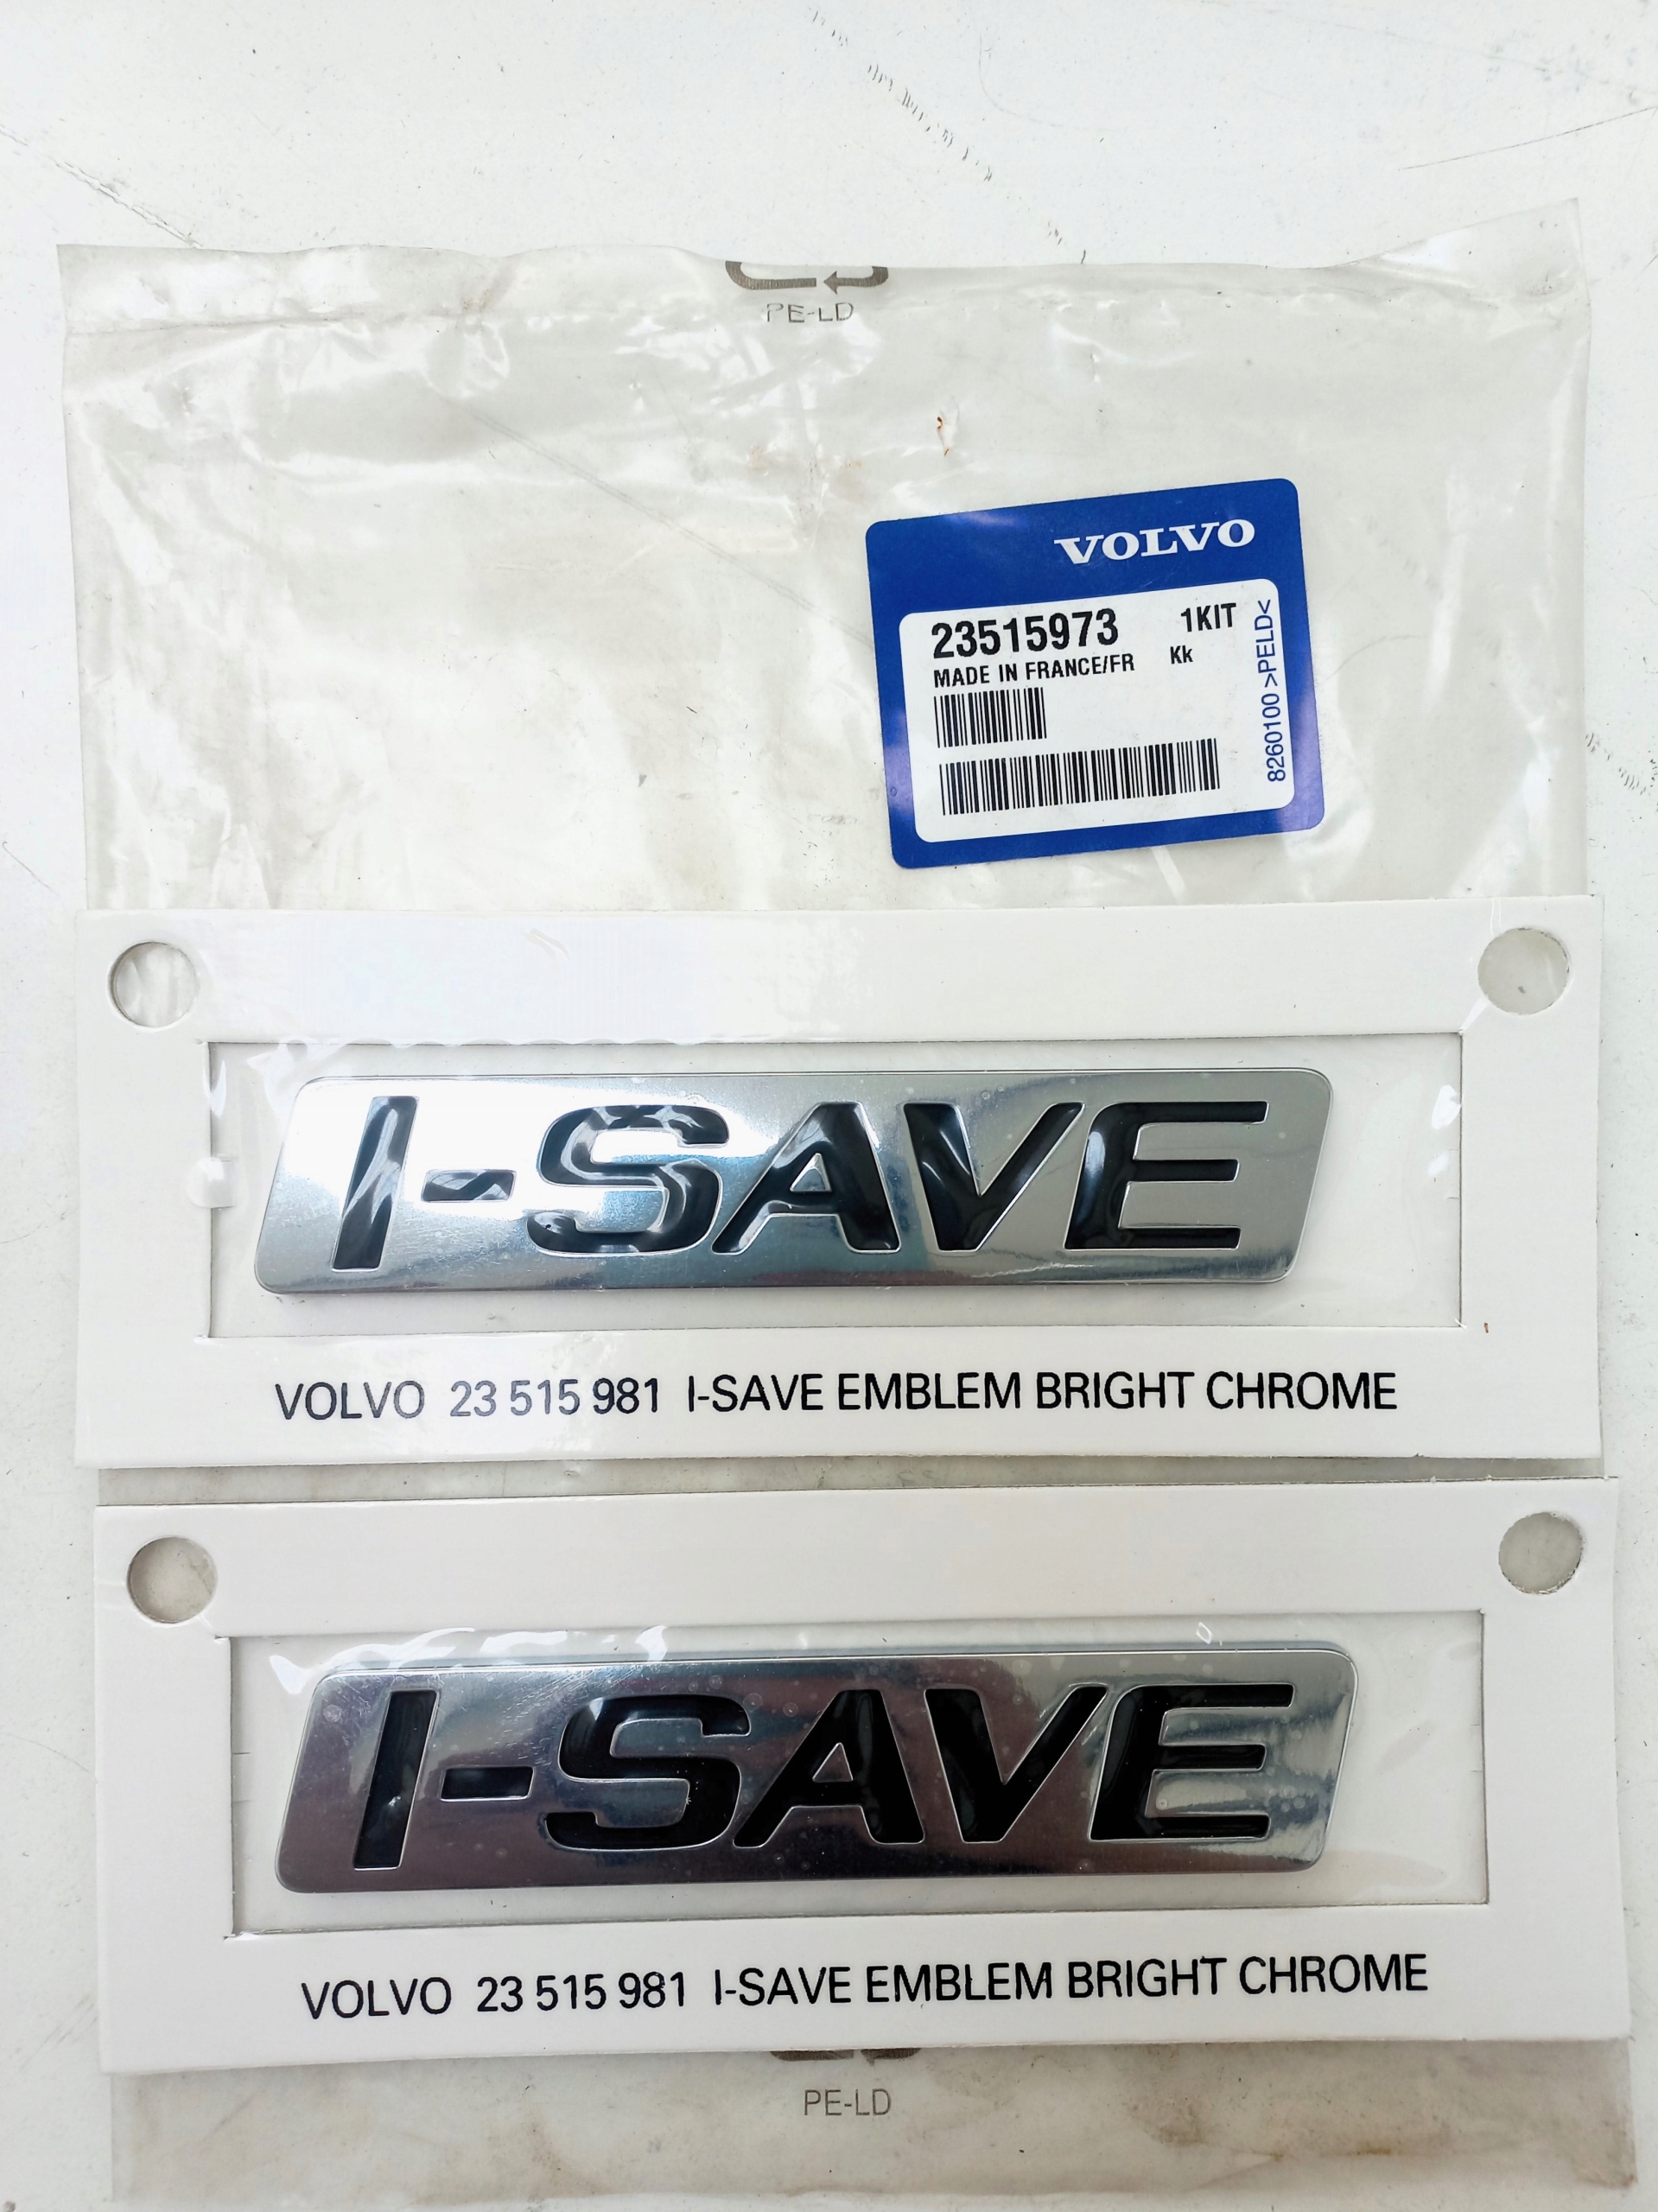 PE-LD
VOLVO
23515973 1KIT
MADE IN FRANCE/FR Kk
8260100 >PELD<
I-SAVE
VOLVO 23 515 981 I-SAVE EMBLEM BRIGHT CHROME
I-SAVE
VOLVO 23 515 981 I-SAVE EMBLEM BRIGHT CHROME
PE-LD